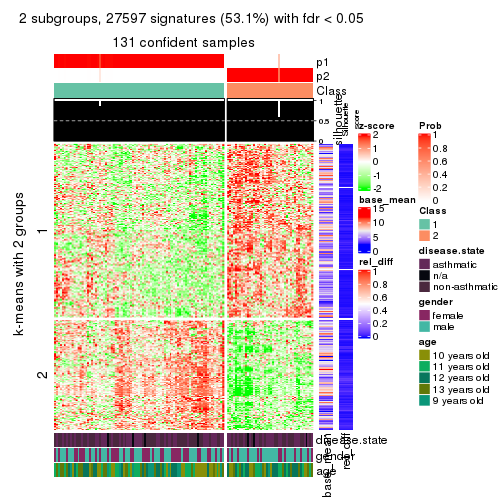 2 subgroups, 27597 signatures (53.1%) with fdr < 0.05
131 confident samples
p1
p2
Class
1
0.5
0
silhouette
Silhouette
score
k-means with 2 groups
1
2
disease.state
gender
age
base_mean
rel_diff
z-score
2
1
0
-1
-2
base_mean
15
10
5
0
rel_diff
1
0.8
0.6
0.4
0.2
0
Prob
1
0.8
0.6
0.4
0.2
0
Class
1
2
disease.state
asthmatic
n/a
non-asthmatic
gender
female
male
age
10 years old
11 years old
12 years old
13 years old
9 years old